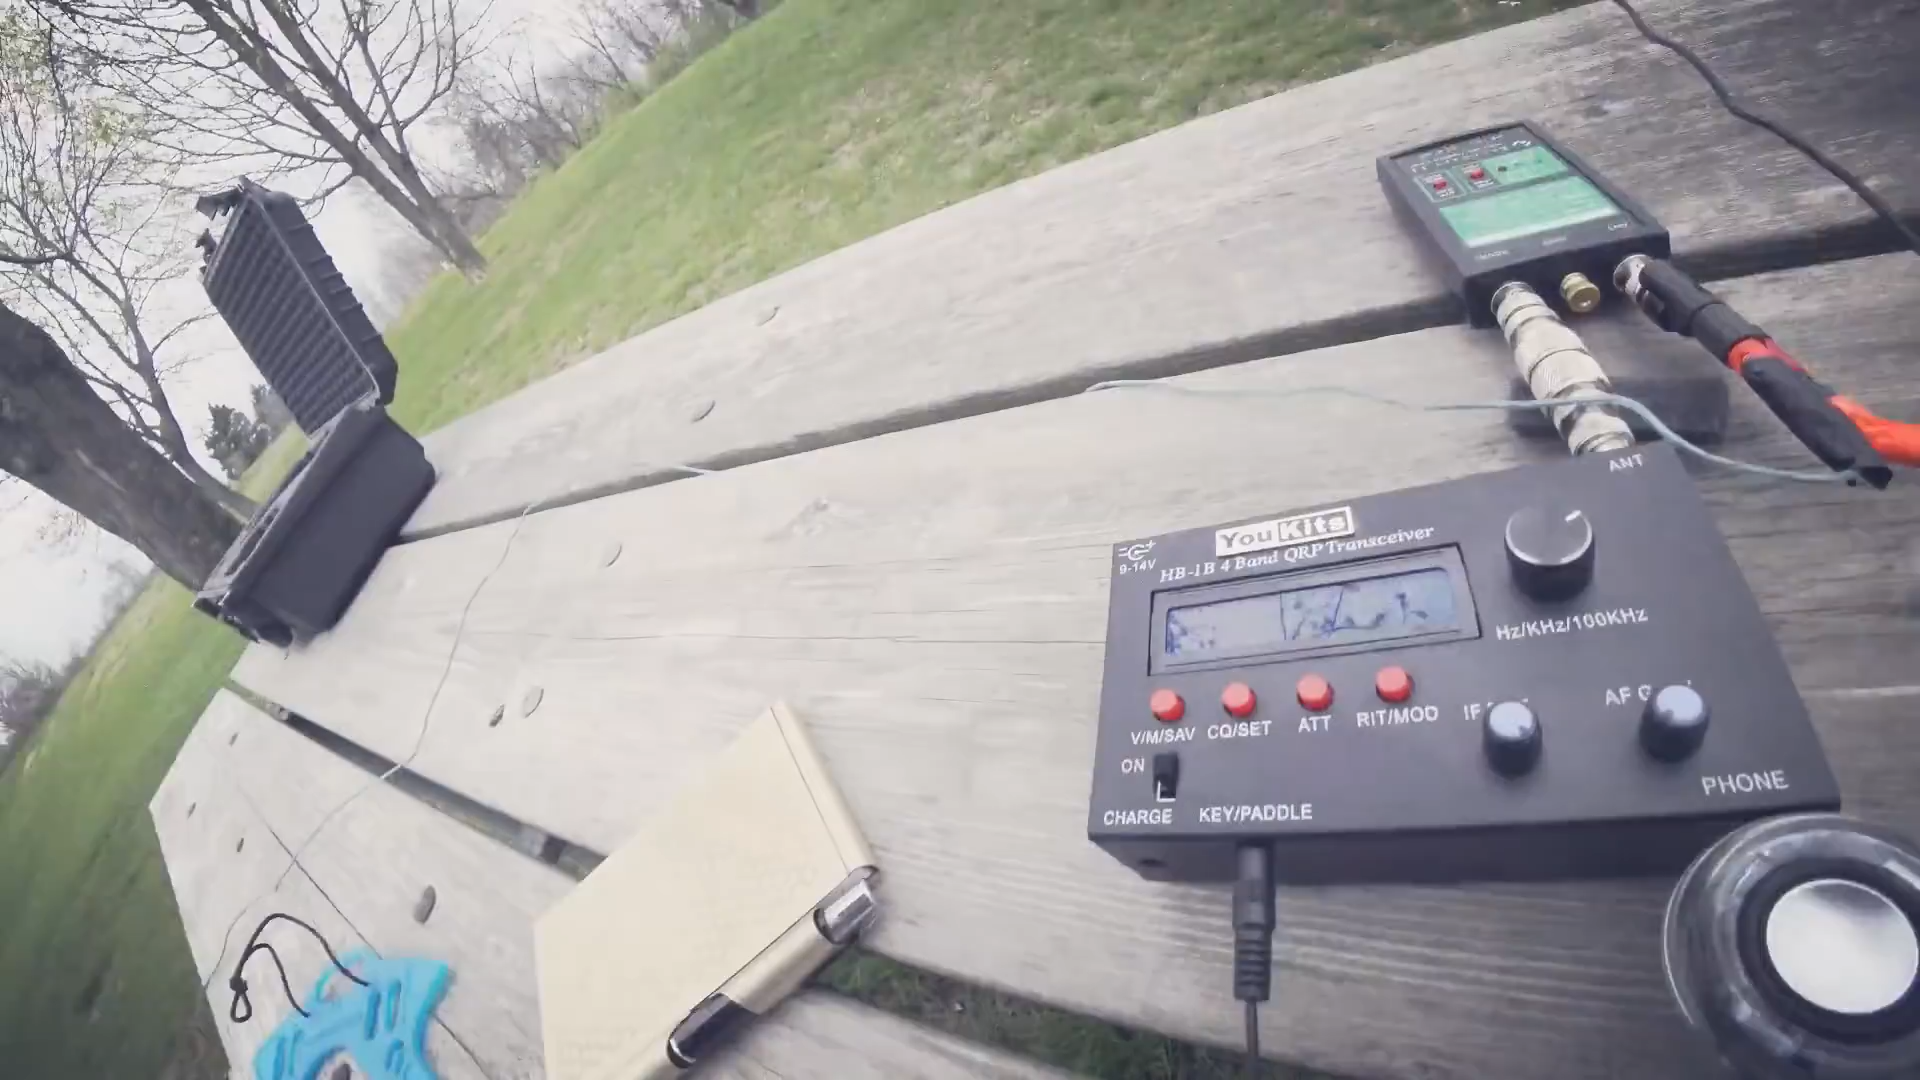 ANT
9-14V
YouKits
HB-1B 4 Band QRP Transceiver
Hz/KHz/100KHz
V/M/SAV CQ/SET ATT RIT/MOD
ON
CHARGE
KEY/PADDLE
PHONE